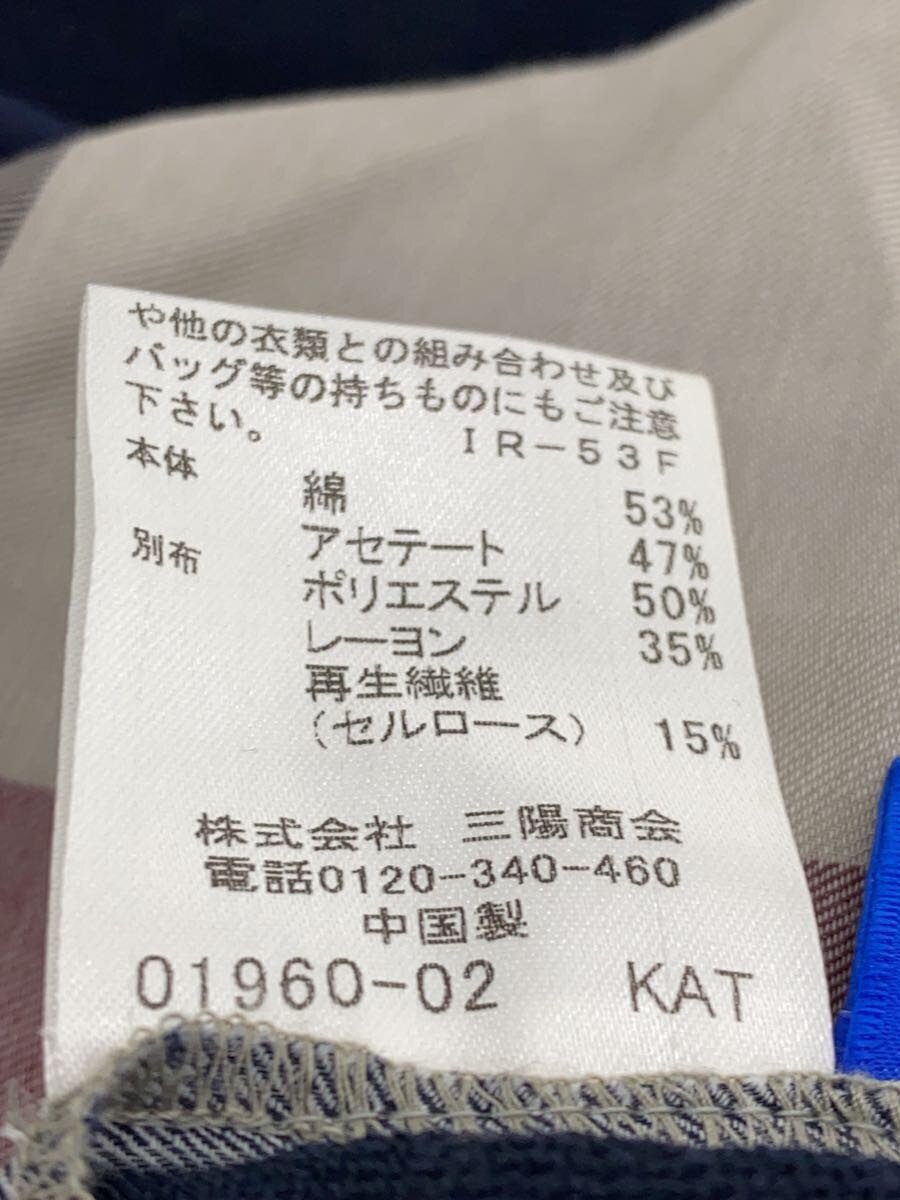 や他の衣類との組み合わせ及び
バッグ等の持ちものにもご注意
下さい。 IR-53F
本体 綿 53%
アセテート 47%
別布 ポリエステル 50%
レーヨン 35%
再生繊維
(セルロース) 15%
株式会社 三陽商会
電話0120-340-460
中国製
01960-02 KAT